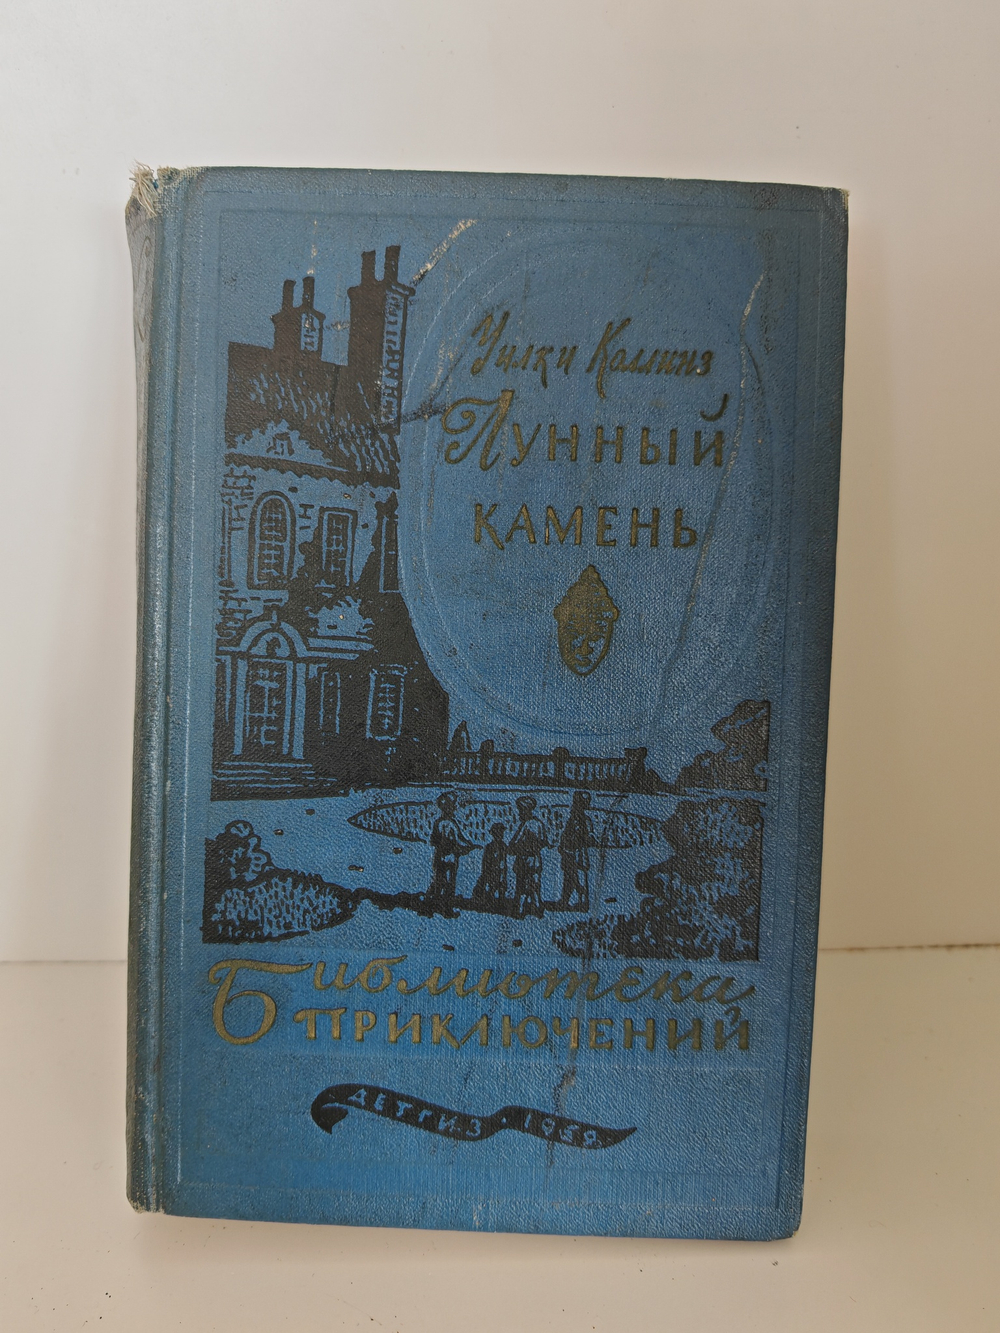 Уилки Коллинз
Лунный
камень
Библиотека
приключений
ДЕТГИЗ · 1959